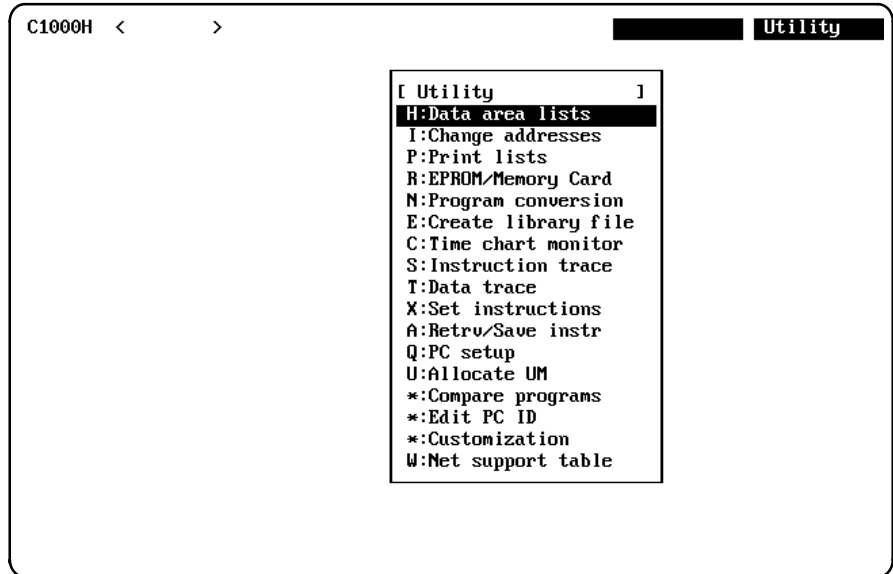 C1000H < > Utility
[ Utility ]
H:Data area lists
I:Change addresses
P:Print lists
R:EPROM/Memory Card
N:Program conversion
E:Create library file
C:Time chart monitor
S:Instruction trace
T:Data trace
X:Set instructions
A:Retrv/Save instr
Q:PC setup
U:Allocate UM
*:Compare programs
*:Edit PC ID
*:Customization
W:Net support table